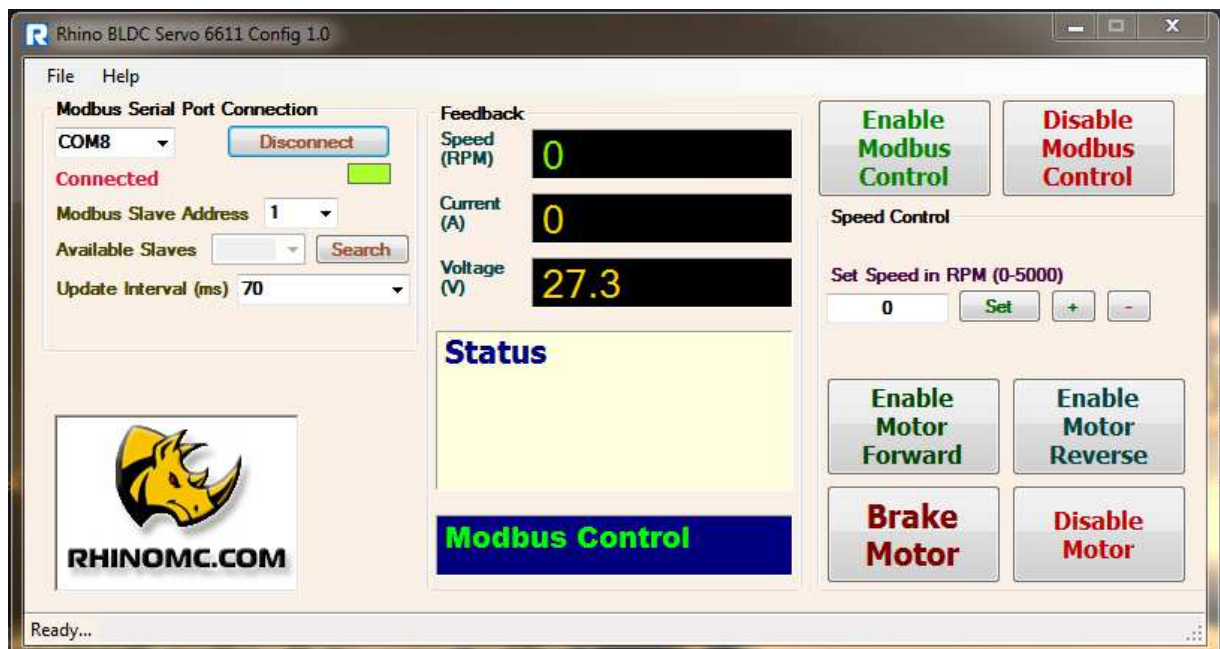 Rhino BLDC Servo 6611 Config 1.0
File Help
Modbus Serial Port Connection
COM8 Disconnect
Connected
Modbus Slave Address 1
Available Slaves Search
Update Interval (ms) 70
RHINOMC.COM
Feedback
Speed
(RPM)
0
Current
(A)
0
Voltage
(V)
27.3
Status
Modbus Control
Enable
Modbus
Control
Disable
Modbus
Control
Speed Control
Set Speed in RPM (0-5000)
0 Set + -
Enable
Motor
Forward
Enable
Motor
Reverse
Brake
Motor
Disable
Motor
Ready...